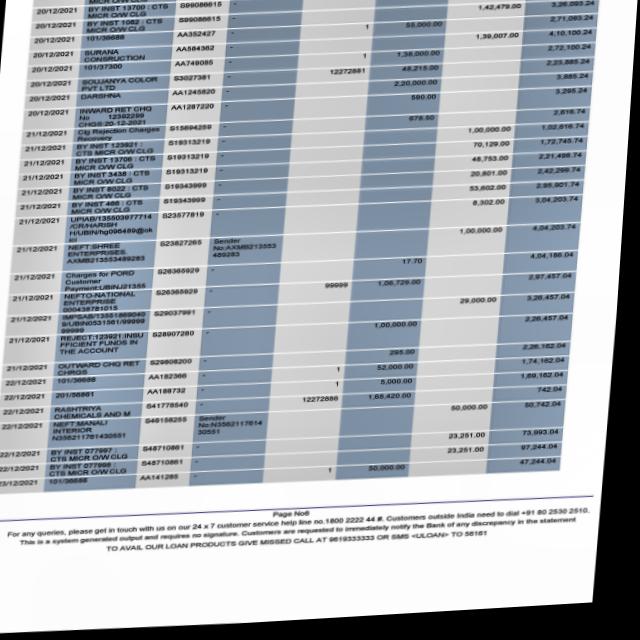 20/12/2021 BY INST 13700 : CTS MICR O/W CLG S99086615 - 1,42,479.00 3,26,093.24
20/12/2021 BY INST 1062 : CTS MICR O/W CLG S99086615 - 2,71,093.24
20/12/2021 101/36688 AA352427 - 1 55,000.00
20/12/2021 SURANA CONSRUCTION AA584362 - 1,39,007.00 4,10,100.24
20/12/2021 101/37300 AA749085 - 1 1,38,000.00 2,72,100.24
20/12/2021 SOUJANYA COLOR PVT LTD S3027381 - 12272881 48,215.00 2,23,885.24
20/12/2021 DARSHNA AA1245820 - 2,20,000.00 3,885.24
20/12/2021 INWARD RET CHQ No 12392299 CHGS:20-12-2021 AA1287220 - 590.00 3,295.24
21/12/2021 Clg Rejection Charges Recovery S15694259 - 678.50 2,616.74
21/12/2021 BY INST 123921 : CTS MICR O/W CLG S19313219 - 1,00,000.00 1,02,616.74
21/12/2021 BY INST 13706 : CTS MICR O/W CLG S19313219 - 70,129.00 1,72,745.74
21/12/2021 BY INST 3438 : CTS MICR O/W CLG S19313219 - 48,753.00 2,21,498.74
21/12/2021 BY INST 8022 : CTS MICR O/W CLG S19343999 - 20,801.00 2,42,299.74
21/12/2021 BY INST 466 : CTS MICR O/W CLG S19343999 - 53,602.00 2,95,901.74
21/12/2021 UPIAB/135503977714 /CR/HARISH H/UBIN/hg096489@ok S23577819 - 8,302.00 3,04,203.74
21/12/2021 NEFT:SHREE ENTERPRISES. AXMB213553489283 S23827265 Sender No:AXMB213553 489283 1,00,000.00 4,04,203.74
21/12/2021 Charges for PORD Customer Payment:UBINJ21355 S26365929 - 17.70 4,04,186.04
21/12/2021 NEFTO-NATIONAL ENTERPRISE 000438781015 S26365929 - 99999 1,06,729.00 2,97,457.04
21/12/2021 IMPSAB/135518690409/UBIN0531561/99999 99999 S29037991 - 29,000.00 3,26,457.04
21/12/2021 REJECT:123921:INSU FFICIENT FUNDS IN THE ACCOUNT S28907280 - 1,00,000.00 2,26,457.04
21/12/2021 OUTWARD CHQ RET CHRGS S29608200 - 295.00 2,26,162.04
22/12/2021 101/36688 AA182366 - 1 52,000.00 1,74,162.04
22/12/2021 201/56861 AA188732 - 1 5,000.00 1,69,162.04
22/12/2021 RASHTRIYA CHEMICALS AND M S41778540 - 12272886 1,68,420.00 742.04
22/12/2021 NEFT:MANALI INTERIOR N356211761430551 S46158255 Sender No:N3562117614 30551 50,000.00 50,742.04
22/12/2021 BY INST 077997 : CTS MICR O/W CLG S48710861 - 23,251.00 73,993.04
22/12/2021 BY INST 077998 : CTS MICR O/W CLG S48710861 - 23,251.00 97,244.04
23/12/2021 101/36688 AA141285 - 1 50,000.00 47,244.04
Page No6
For any queries, please get in touch with us on our 24 x 7 customer service help line no.1800 2222 44 #. Customers outside India need to dial +91 80 2530 2510.
This is a system generated output and requires no signature. Customers are requested to immediately notify the Bank of any discrepancy in the statement
TO AVAIL OUR LOAN PRODUCTS GIVE MISSED CALL AT 9619333333 OR SMS <ULOAN> TO 56161